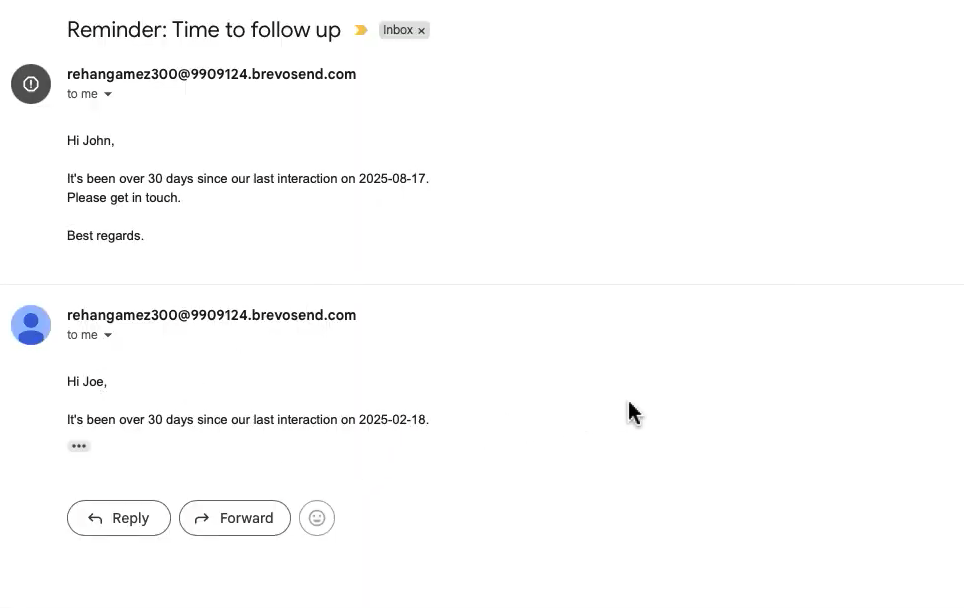 Reminder: Time to follow up Inbox x
rehangamez300@9909124.brevosend.com
to me
Hi John,
It's been over 30 days since our last interaction on 2025-08-17.
Please get in touch.
Best regards.
rehangamez300@9909124.brevosend.com
to me
Hi Joe,
It's been over 30 days since our last interaction on 2025-02-18.
Reply Forward